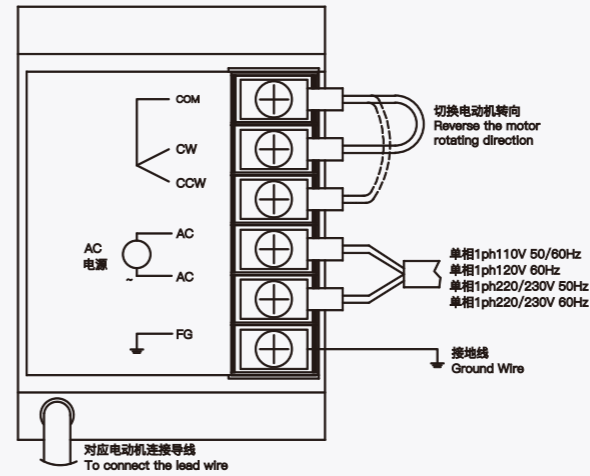 COM
CW
CCW
切换电动机转向
Reverse the motor
rotating direction
AC
AC
电源
~
AC
单相1ph110V 50/60Hz
单相1ph120V 60Hz
单相1ph220/230V 50Hz
单相1ph220/230V 60Hz
FG
接地线
Ground Wire
对应电动机连接导线
To connect the lead wire